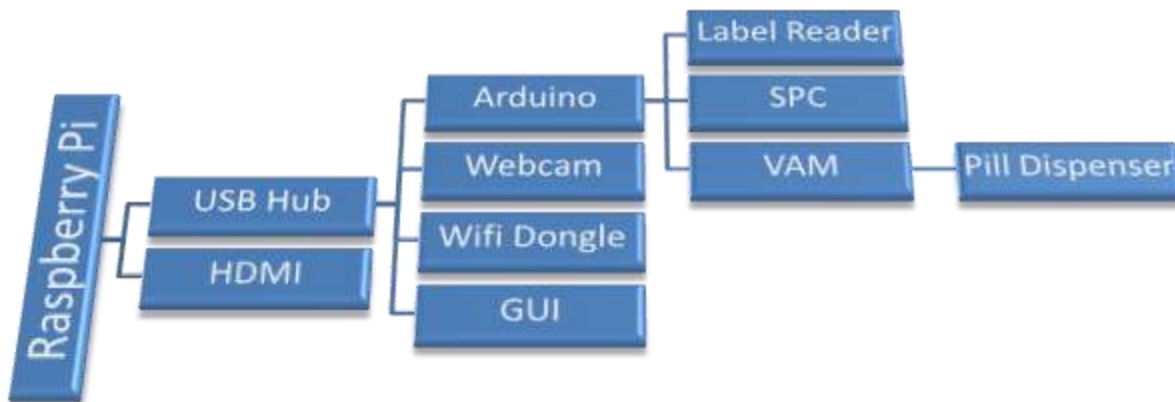 Raspberry Pi
USB Hub
HDMI
Arduino
Webcam
Wifi Dongle
GUI
Label Reader
SPC
VAM
Pill Dispenser